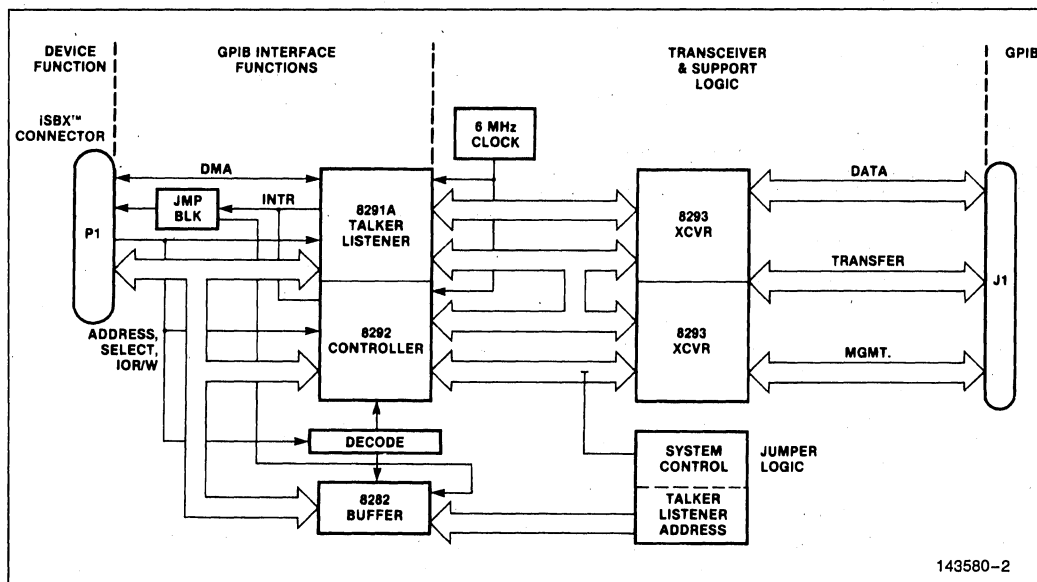 DEVICE
FUNCTION
GPIB INTERFACE
FUNCTIONS
TRANSCEIVER
& SUPPORT
LOGIC
GPIB
iSBX™
CONNECTOR
6 MHz
CLOCK
DMA
DATA
JMP
BLK
INTR
8291A
TALKER
LISTENER
8293
XCVR
P1
TRANSFER
J1
8292
CONTROLLER
8293
XCVR
ADDRESS,
SELECT,
IOR/W
MGMT.
DECODE
SYSTEM
CONTROL
JUMPER
LOGIC
8282
BUFFER
TALKER
LISTENER
ADDRESS
143580-2